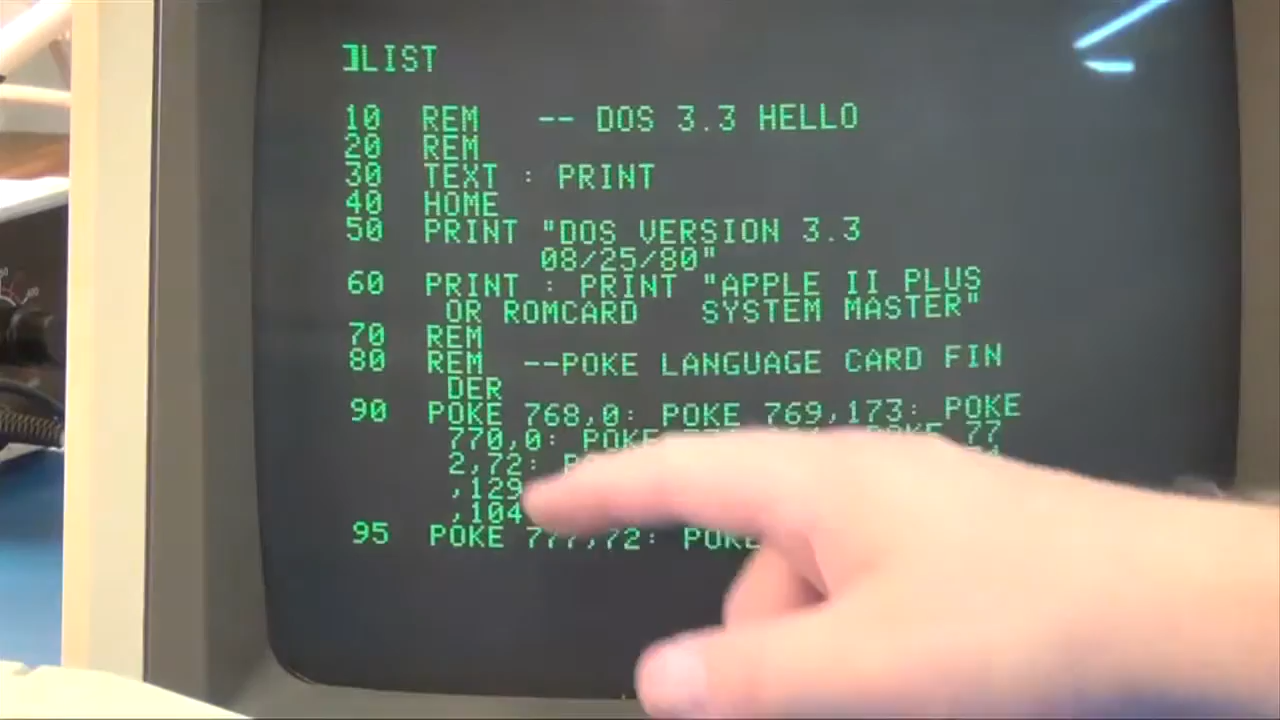 ]LIST
10 REM -- DOS 3.3 HELLO
20 REM
30 TEXT : PRINT
40 HOME
50 PRINT "DOS VERSION 3.3
08/25/80"
60 PRINT : PRINT "APPLE II PLUS
OR ROMCARD SYSTEM MASTER"
70 REM
80 REM --POKE LANGUAGE CARD FIN
DER
90 POKE 768,0: POKE 769,173: POKE
770,0: POKE 77
2,72:
,129
,104
95 POKE 777,72: POKE